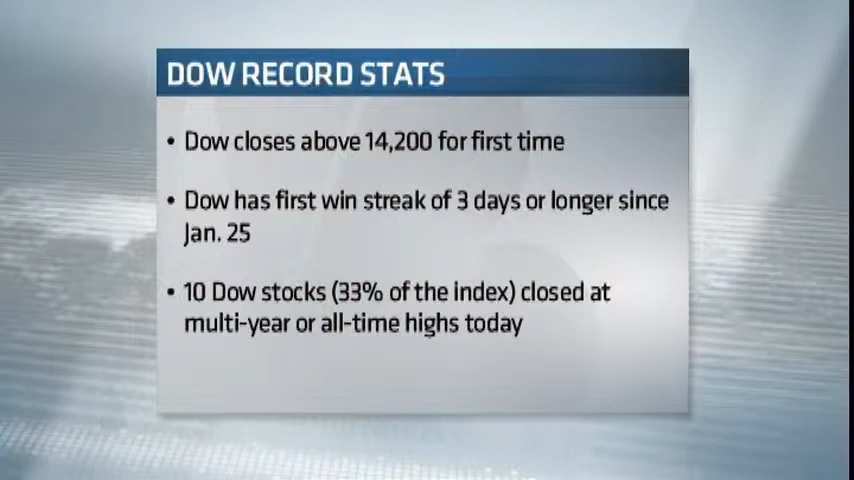 DOW RECORD STATS
• Dow closes above 14,200 for first time
• Dow has first win streak of 3 days or longer since
Jan. 25
• 10 Dow stocks (33% of the index) closed at
multi-year or all-time highs today